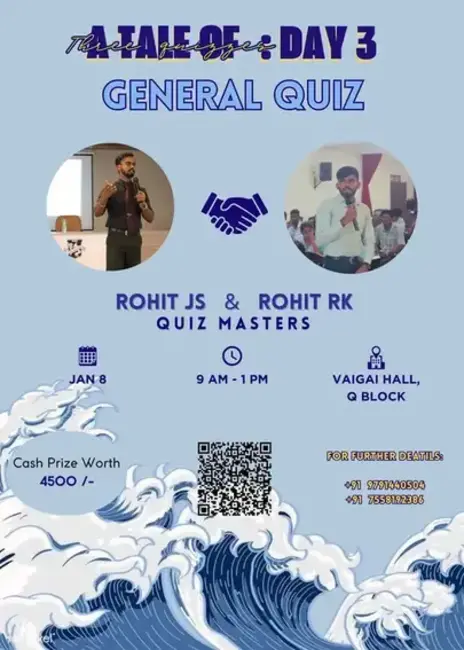 A TALE OF : DAY 3
Three quizzes
GENERAL QUIZ
ROHIT JS & ROHIT RK
QUIZ MASTERS
JAN 8
9 AM - 1 PM
VAIGAI HALL,
Q BLOCK
Cash Prize Worth
4500 /-
FOR FURTHER DEATILS:
+91 9791440504
+91 7558192386